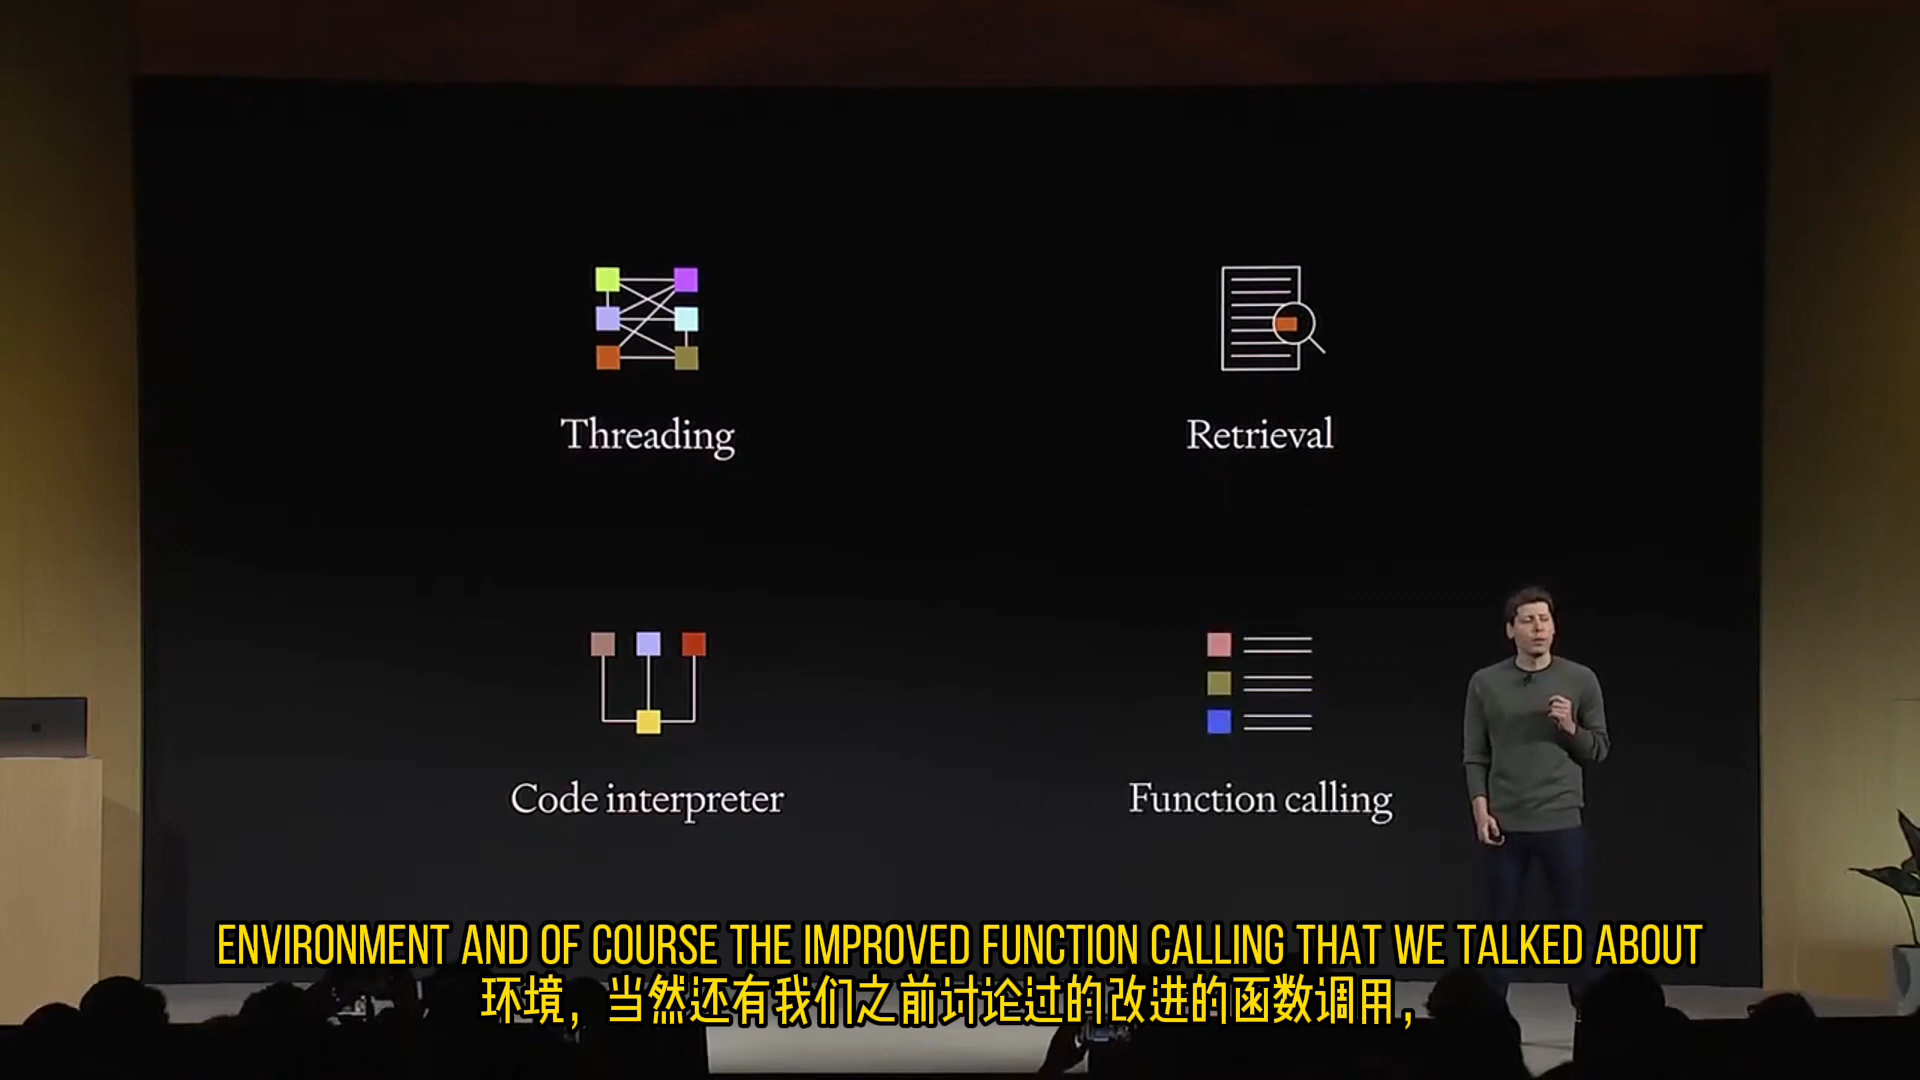 Threading
Retrieval
Code interpreter
Function calling
ENVIRONMENT AND OF COURSE THE IMPROVED FUNCTION CALLING THAT WE TALKED ABOUT
环境，当然还有我们之前讨论过的改进的函数调用，